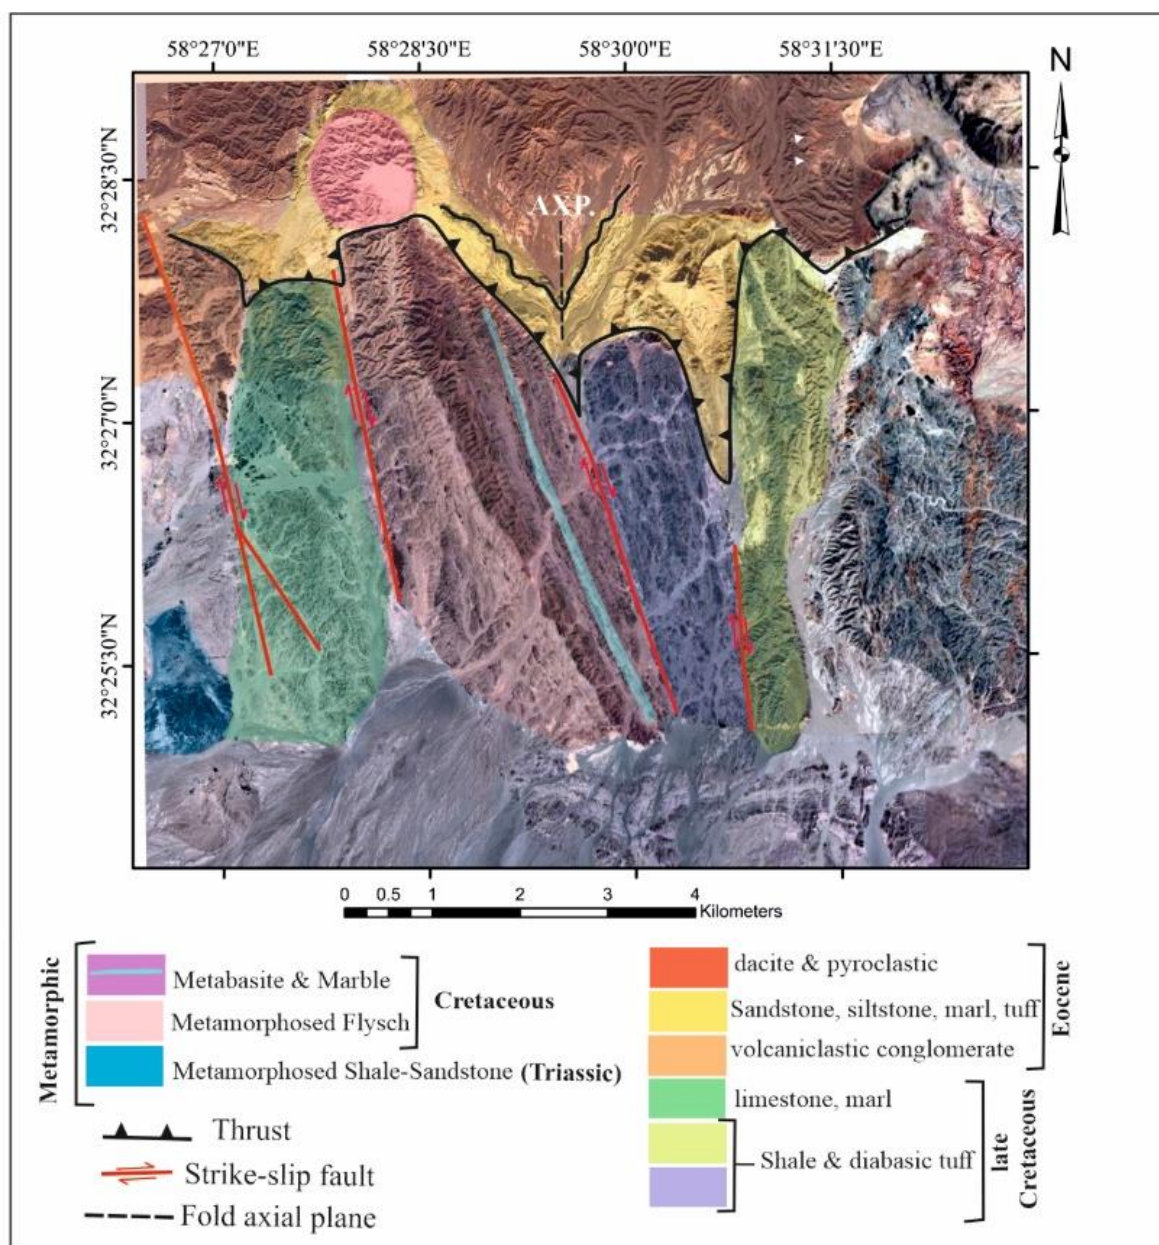 58°27'0"E 58°28'30"E 58°30'0"E 58°31'30"E
N
32°28'30"N
AXP.
32°27'0"N
32°25'30"N
0 0.5 1 2 3 4
Kilometers
Metamorphic
Metabasite & Marble
Metamorphosed Flysch
Cretaceous
Metamorphosed Shale-Sandstone (Triassic)
Thrust
Strike-slip fault
Fold axial plane
dacite & pyroclastic
Sandstone, siltstone, marl, tuff
volcaniclastic conglomerate
Eocene
limestone, marl
Shale & diabasic tuff
late
Cretaceous